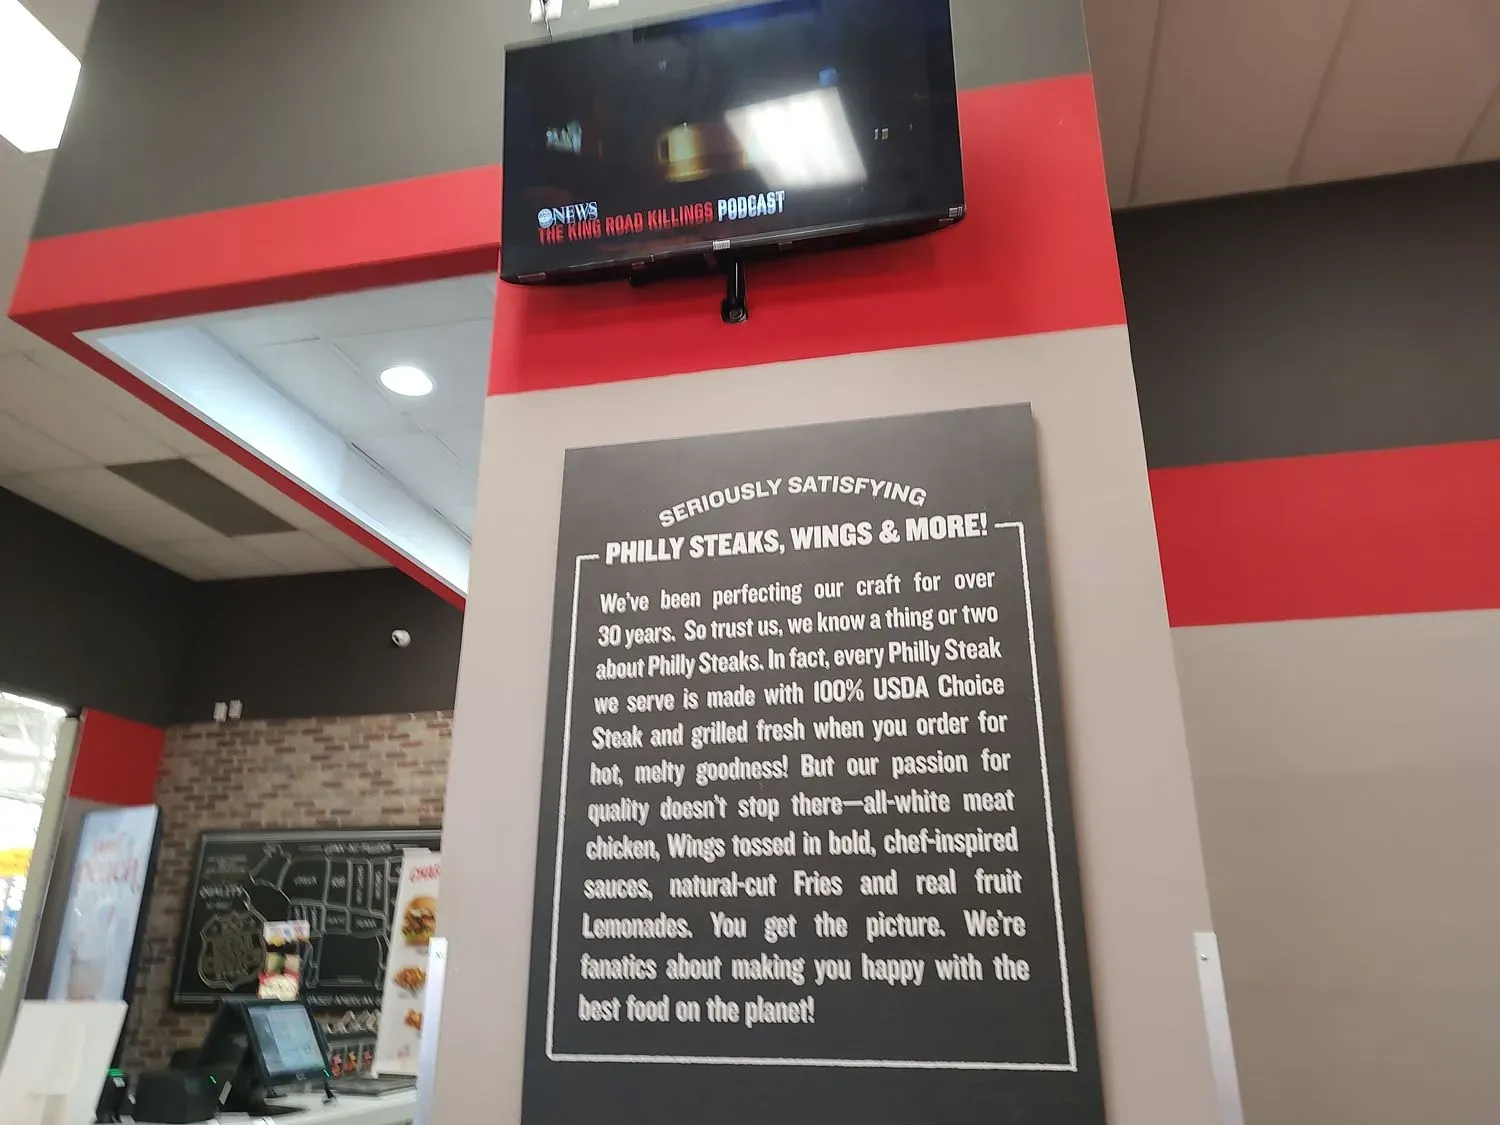 NEWS
THE KING ROAD KILLINGS PODCAST
SERIOUSLY SATISFYING
PHILLY STEAKS, WINGS & MORE!
We've been perfecting our craft for over
30 years. So trust us, we know a thing or two
about Philly Steaks. In fact, every Philly Steak
we serve is made with 100% USDA Choice
Steak and grilled fresh when you order for
hot, melty goodness! But our passion for
quality doesn't stop there—all-white meat
chicken, Wings tossed in bold, chef-inspired
sauces, natural-cut Fries and real fruit
Lemonades. You get the picture. We're
fanatics about making you happy with the
best food on the planet!
peach
QUALITY